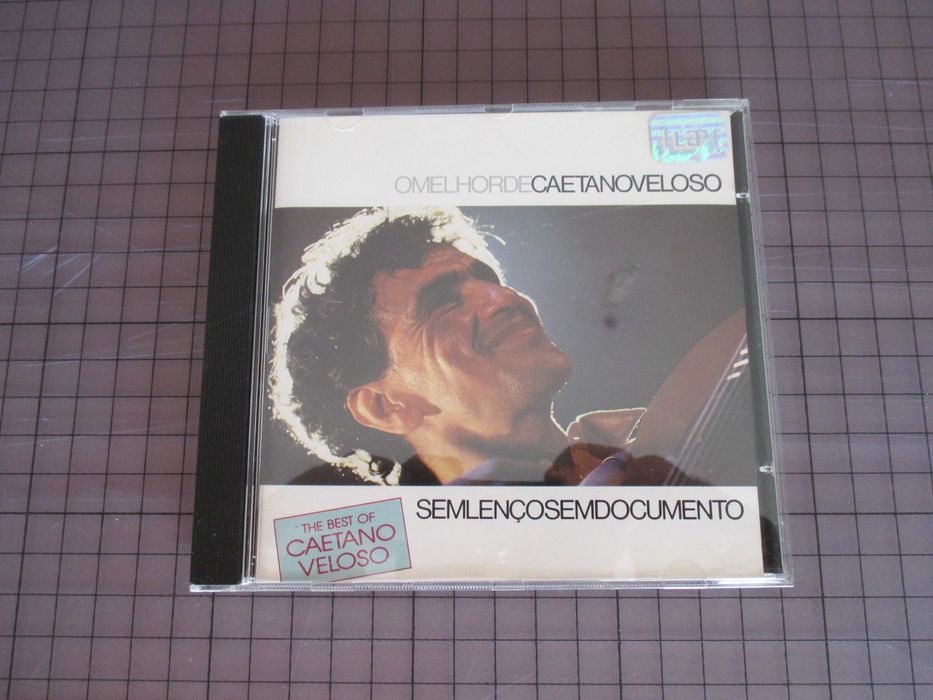 OMELHORDECAETANOVELOSO
SEMLENÇOSEMDOCUMENTO
THE BEST OF
CAETANO
VELOSO